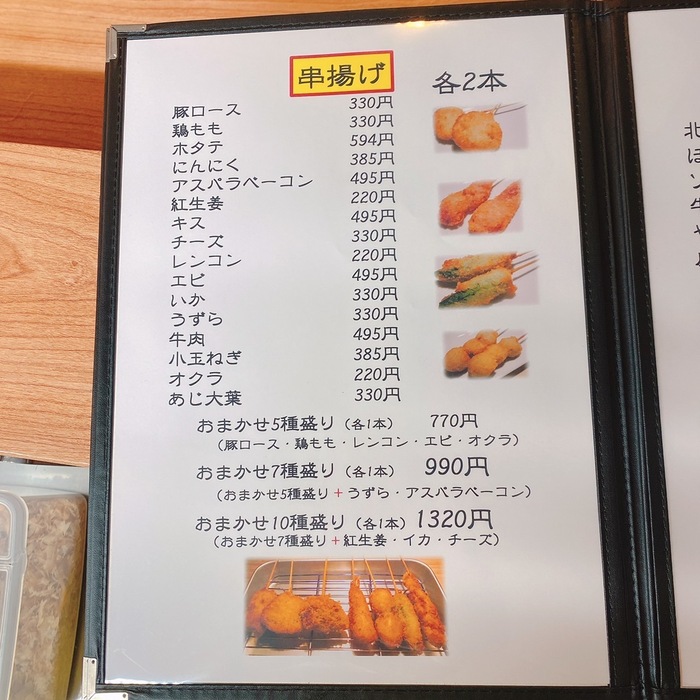 串揚げ 各2本
豚ロース 330円
鶏もも 330円
ホタテ 594円
にんにく 385円
アスパラベーコン 495円
紅生姜 220円
キス 495円
チーズ 330円
レンコン 220円
エビ 495円
いか 330円
うずら 330円
牛肉 495円
小玉ねぎ 385円
オクラ 220円
あじ大葉 330円
おまかせ5種盛り（各1本） 770円
（豚ロース・鶏もも・レンコン・エビ・オクラ）
おまかせ7種盛り（各1本） 990円
（おまかせ5種盛り＋うずら・アスパラベーコン）
おまかせ10種盛り（各1本） 1320円
（おまかせ7種盛り＋紅生姜・イカ・チーズ）
北